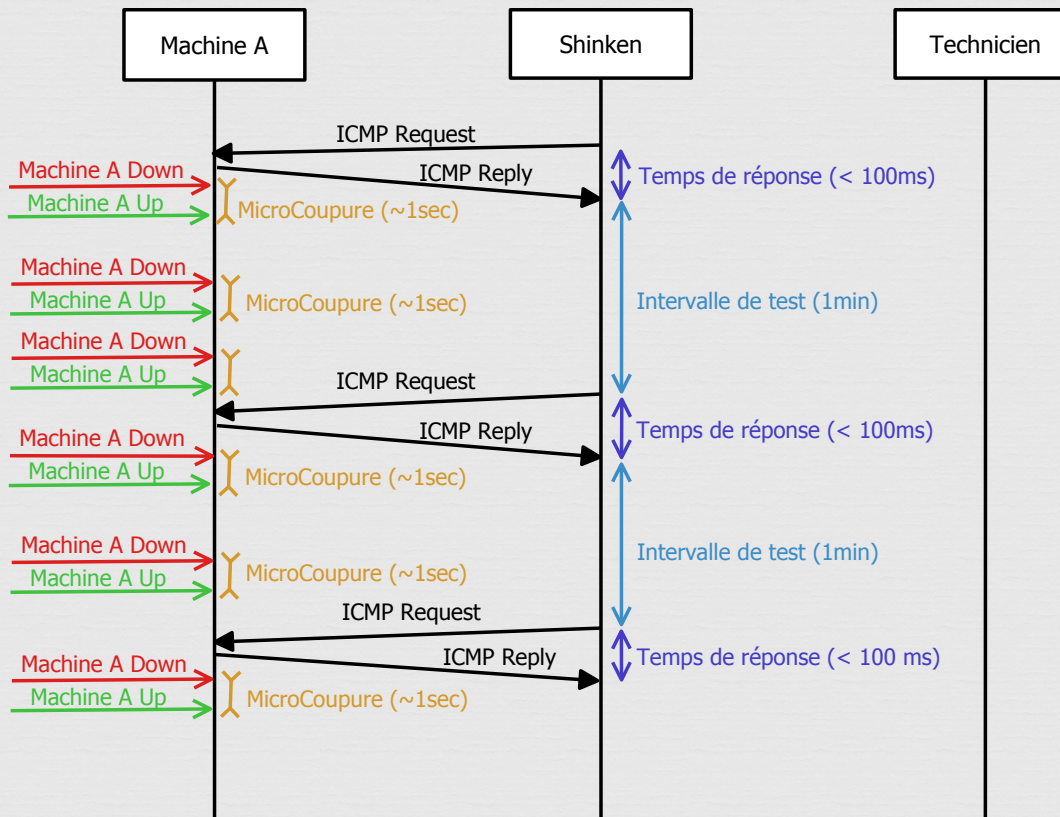 Machine A
Shinken
Technicien
ICMP Request
Machine A Down
ICMP Reply
Temps de réponse (< 100ms)
Machine A Up
MicroCoupure (~1sec)
Machine A Down
Machine A Up
MicroCoupure (~1sec)
Intervalle de test (1min)
Machine A Down
Machine A Up
ICMP Request
Machine A Down
ICMP Reply
Temps de réponse (< 100ms)
Machine A Up
MicroCoupure (~1sec)
Machine A Down
Intervalle de test (1min)
Machine A Up
MicroCoupure (~1sec)
ICMP Request
Machine A Down
ICMP Reply
Temps de réponse (< 100 ms)
Machine A Up
MicroCoupure (~1sec)